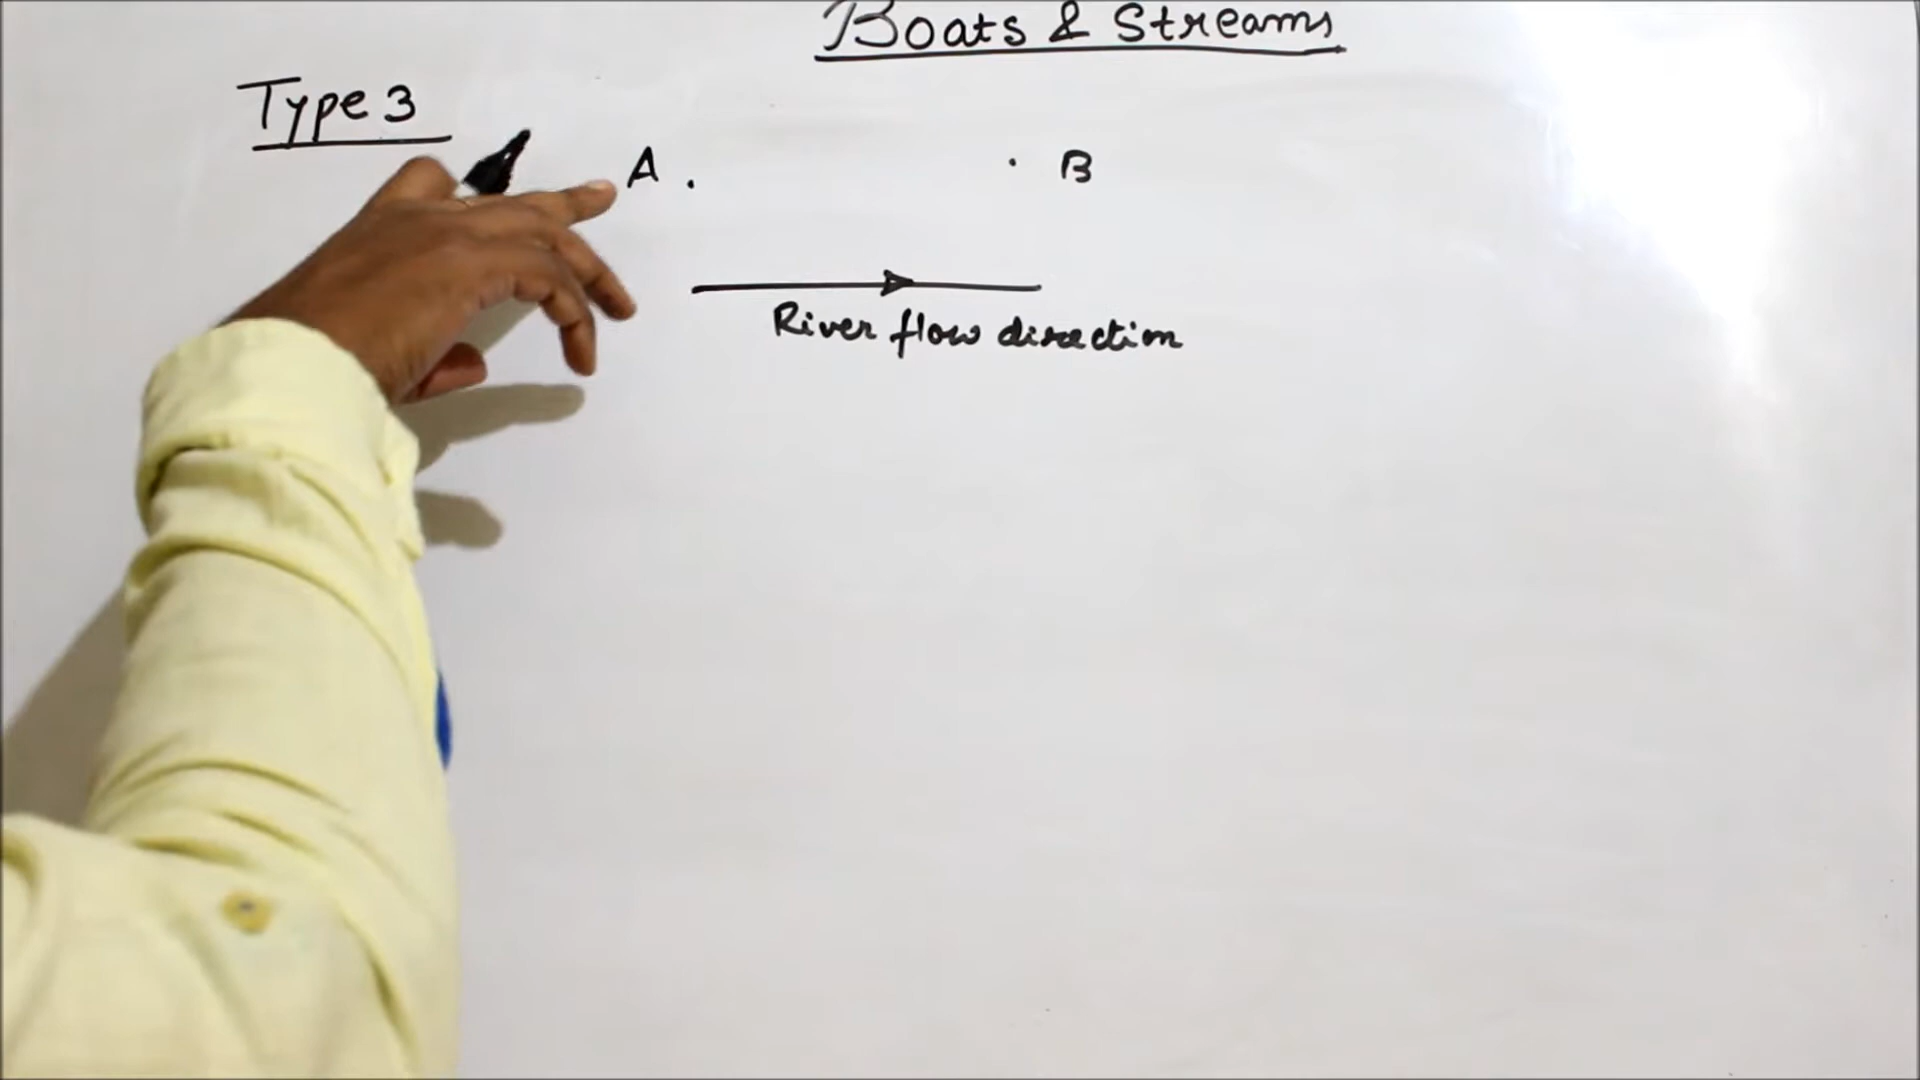 Boats & Streams
Type 3
A . . B
River flow direction